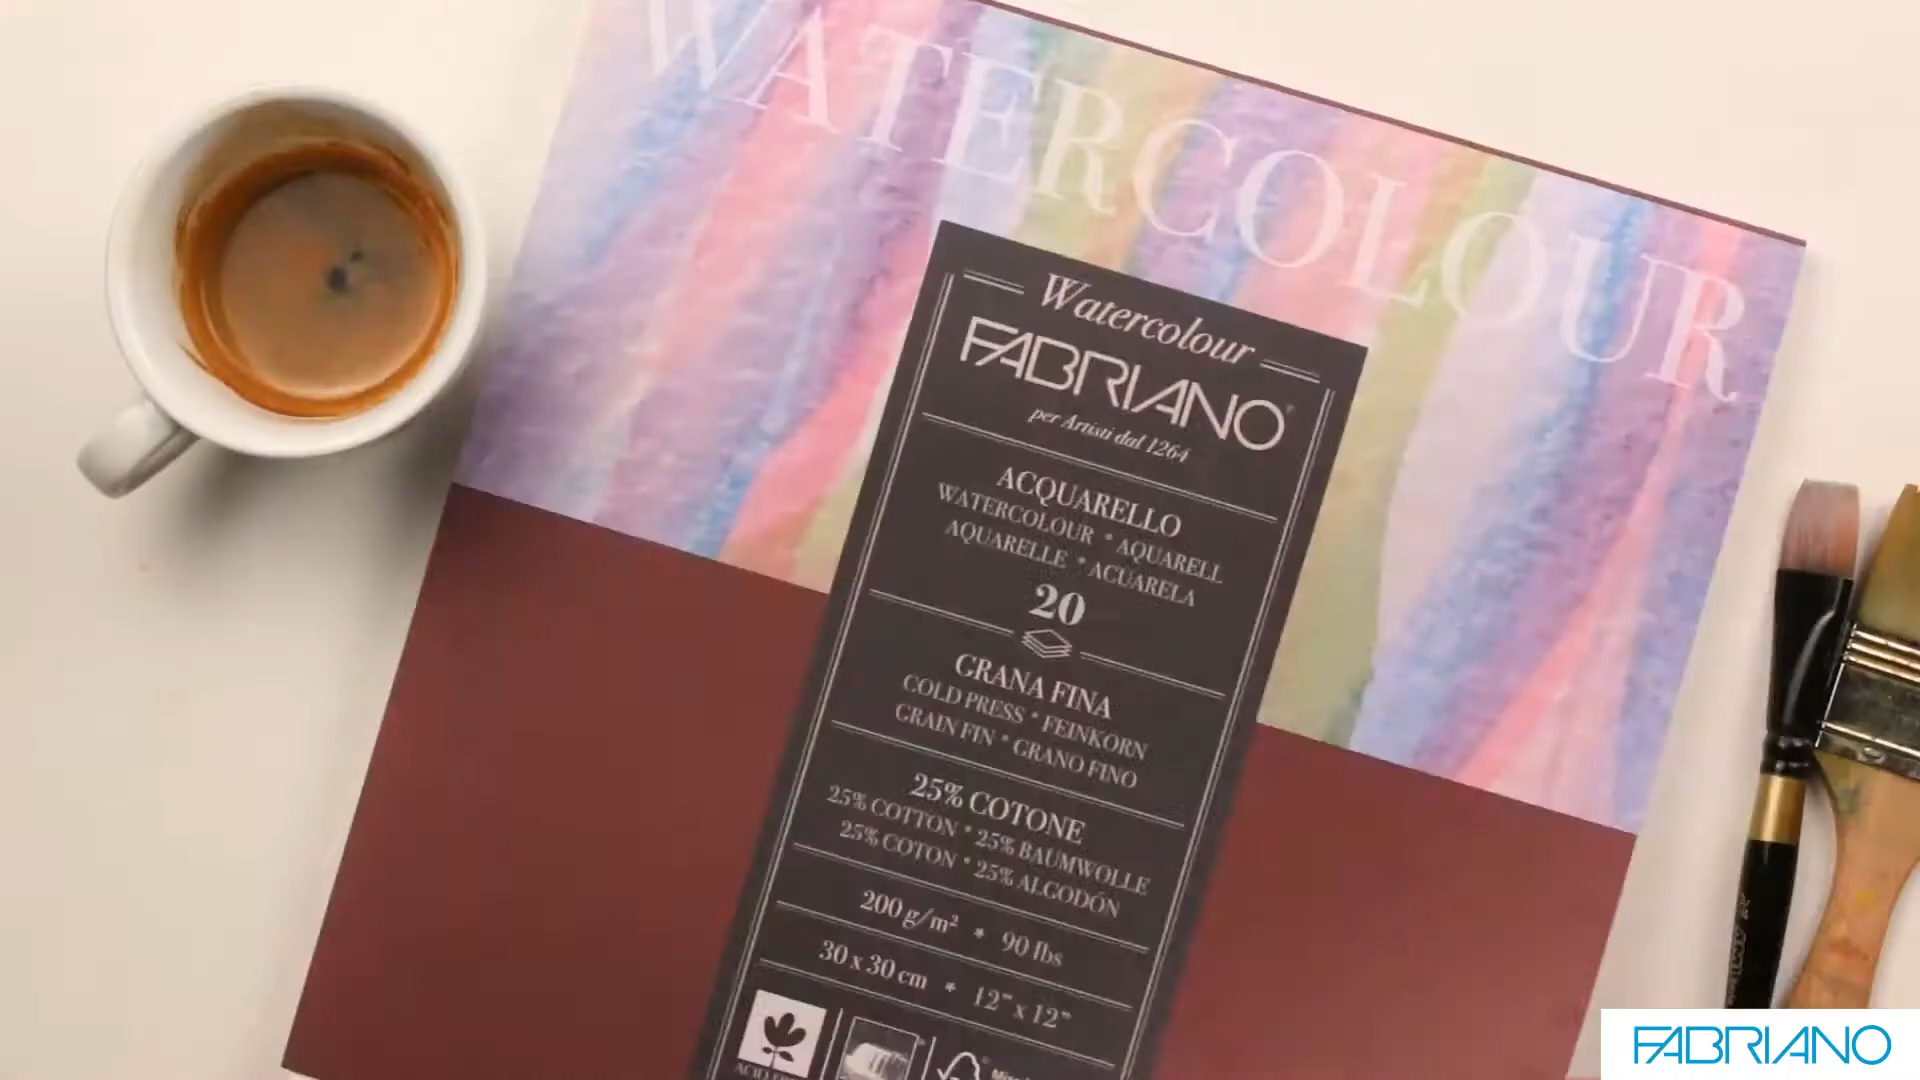 WATERCOLOUR
Watercolour
FABRIANO
per Artisti dal 1264
ACQUARELLO
WATERCOLOUR * AQUARELL
AQUARELLE * ACUARELA
20
GRANA FINA
COLD PRESS * FEINKORN
GRAIN FIN * GRANO FINO
25% COTONE
25% COTTON * 25% BAUMWOLLE
25% COTON * 25% ALGODÓN
200 g/m² * 90 lbs
30 x 30 cm * 12" x 12"
FABRIANO